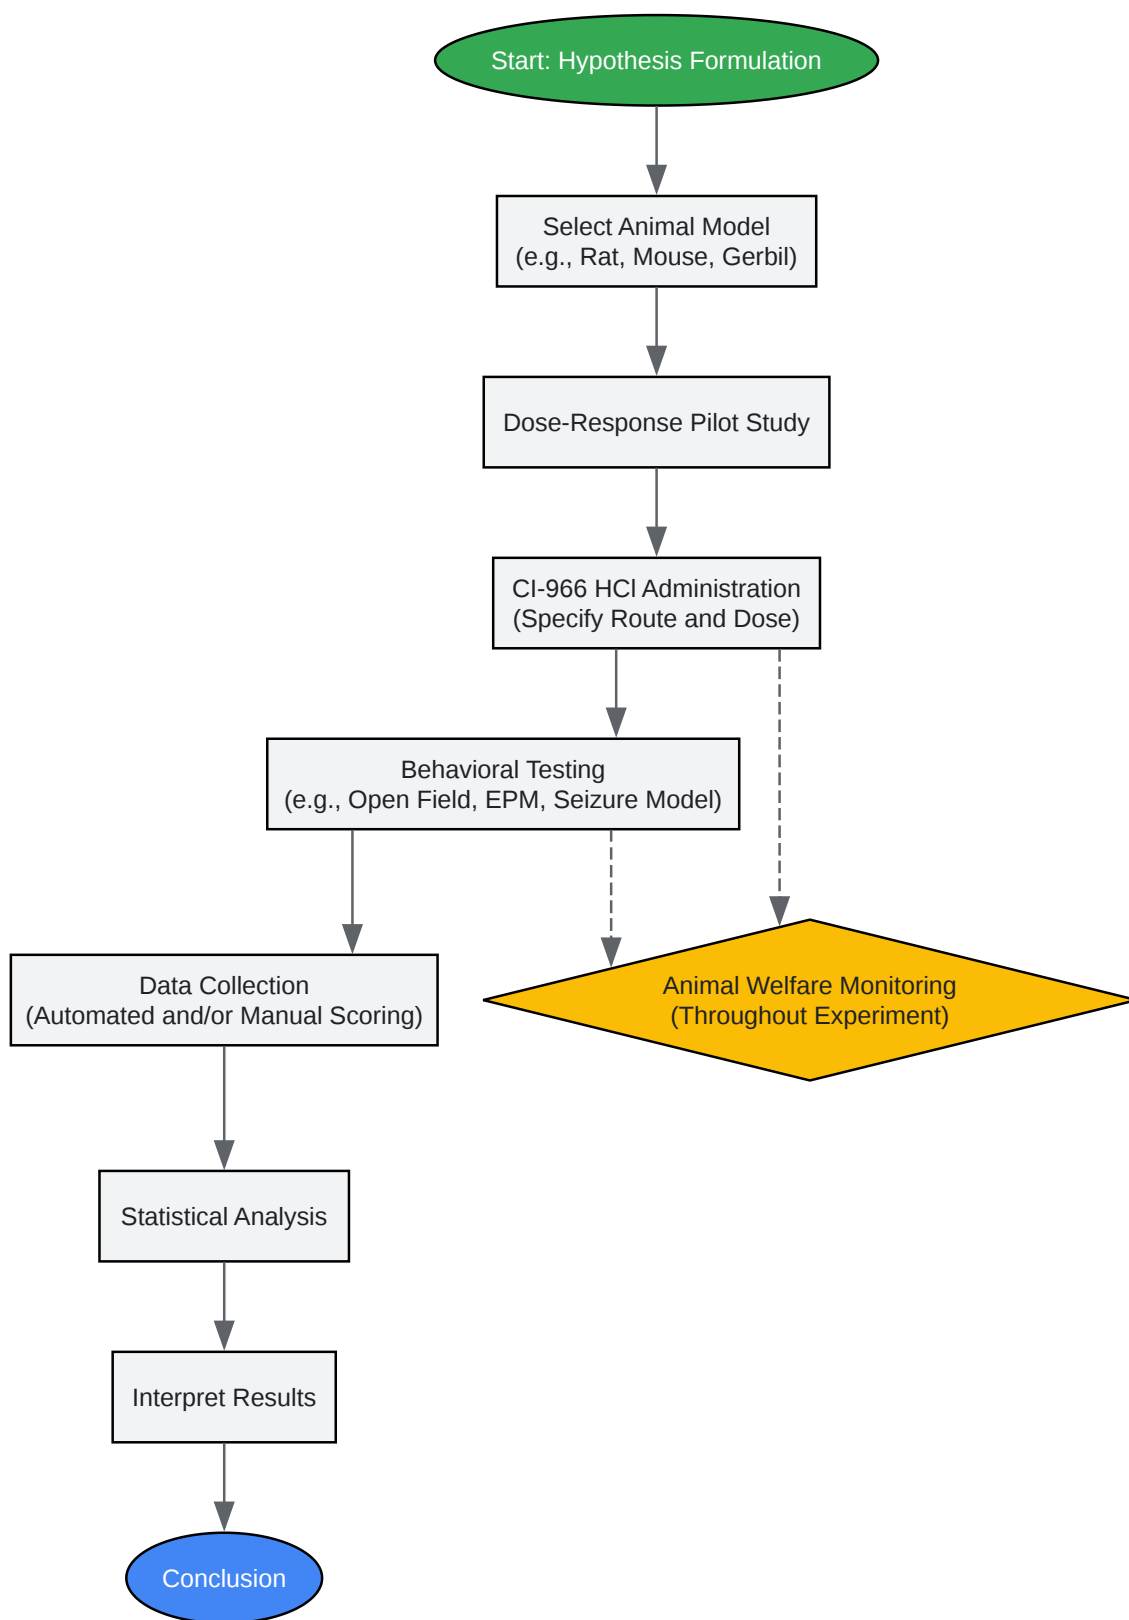 Start: Hypothesis Formulation
Select Animal Model
(e.g., Rat, Mouse, Gerbil)
Dose-Response Pilot Study
CI-966 HCl Administration
(Specify Route and Dose)
Behavioral Testing
(e.g., Open Field, EPM, Seizure Model)
Data Collection
(Automated and/or Manual Scoring)
Animal Welfare Monitoring
(Throughout Experiment)
Statistical Analysis
Interpret Results
Conclusion